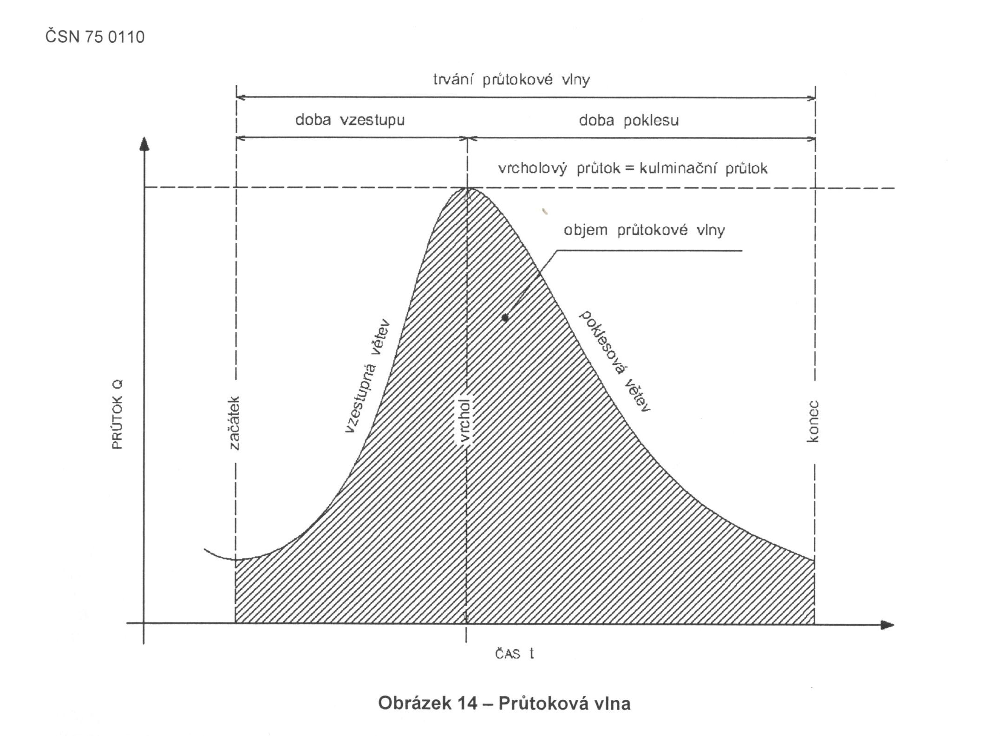 ČSN 75 0110
trvání průtokové vlny
doba vzestupu
doba poklesu
vrcholový průtok = kulminační průtok
objem průtokové vlny
vzestupná větev
poklesová větev
PRŮTOK Q
začátek
vrchol
konec
ČAS t
Obrázek 14 – Průtoková vlna